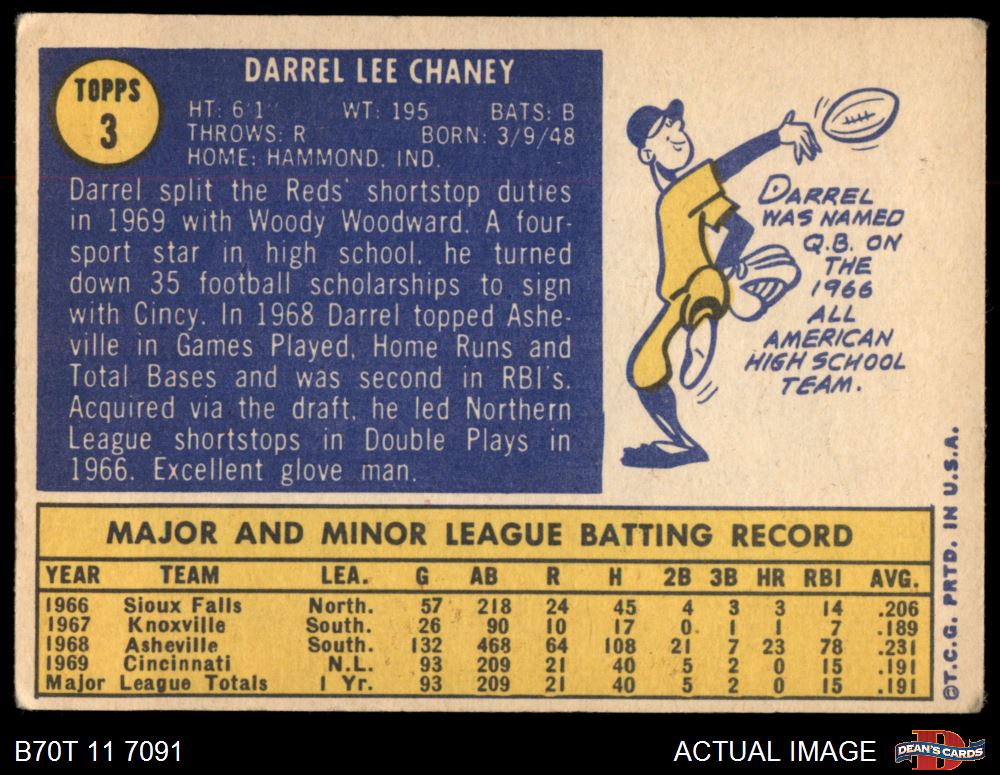 TOPPS
3
DARREL LEE CHANEY
HT: 6'1" WT: 195 BATS: B
THROWS: R BORN: 3/9/48
HOME: HAMMOND, IND.
Darrel split the Reds' shortstop duties
in 1969 with Woody Woodward. A four-
sport star in high school, he turned
down 35 football scholarships to sign
with Cincy. In 1968 Darrel topped Ashe-
ville in Games Played, Home Runs and
Total Bases and was second in RBI's.
Acquired via the draft, he led Northern
League shortstops in Double Plays in
1966. Excellent glove man.
DARREL
WAS NAMED
Q.B. ON
THE
1966
ALL
AMERICAN
HIGH SCHOOL
TEAM.
MAJOR AND MINOR LEAGUE BATTING RECORD
YEAR TEAM LEA. G AB R H 2B 3B HR RBI AVG.
1966 Sioux Falls North. 57 218 24 45 4 3 3 14 .206
1967 Knoxville South. 26 90 10 17 0 1 1 7 .189
1968 Asheville South. 132 468 64 108 21 7 23 78 .231
1969 Cincinnati N.L. 93 209 21 40 5 2 0 15 .191
Major League Totals 1 Yr. 93 209 21 40 5 2 0 15 .191
©T.C.G. PRTD. IN U.S.A.
B70T 11 7091
ACTUAL IMAGE
DEAN'S CARDS